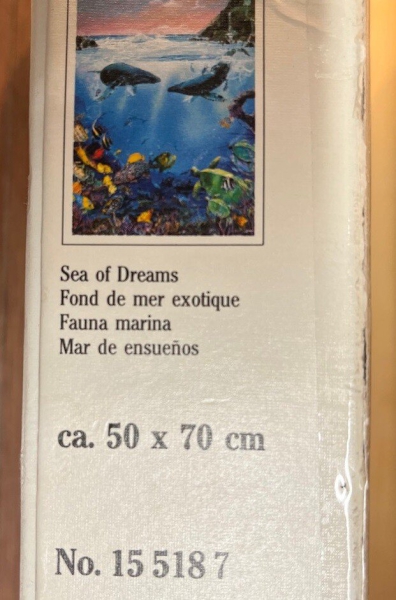 Sea of Dreams
Fond de mer exotique
Fauna marina
Mar de ensueños
ca. 50 x 70 cm
No. 15 518 7